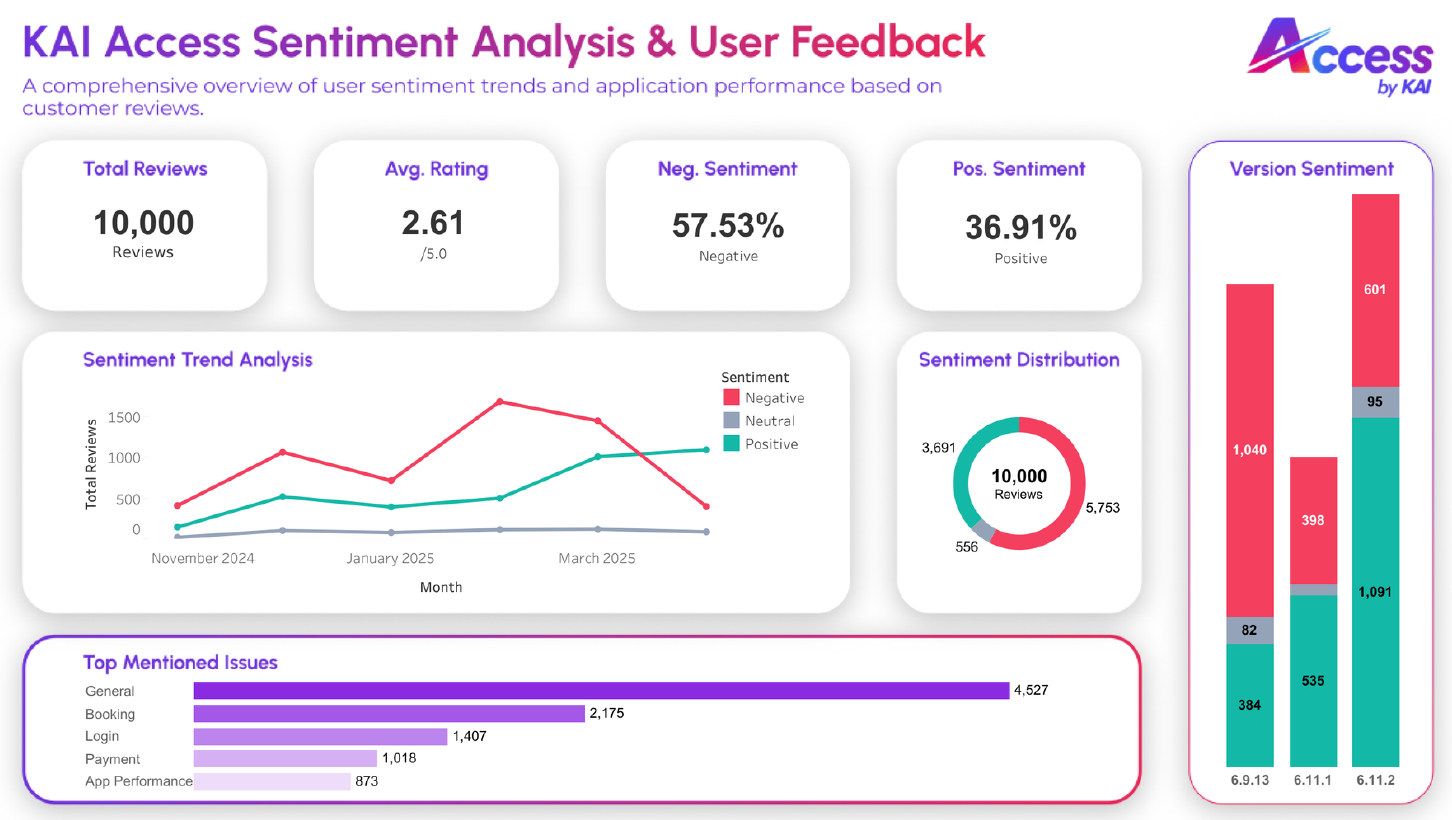 KAI Access Sentiment Analysis & User Feedback
A comprehensive overview of user sentiment trends and application performance based on
customer reviews.
Access
by KAI
Total Reviews
10,000
Reviews
Avg. Rating
2.61
/5.0
Neg. Sentiment
57.53%
Negative
Pos. Sentiment
36.91%
Positive
Sentiment Trend Analysis
Total Reviews
1500
1000
500
0
November 2024
January 2025
March 2025
Month
Sentiment
Negative
Neutral
Positive
Sentiment Distribution
3,691
10,000
Reviews
5,753
556
Top Mentioned Issues
General
4,527
Booking
2,175
Login
1,407
Payment
1,018
App Performance
873
Version Sentiment
1,040
82
384
398
535
601
95
1,091
6.9.13
6.11.1
6.11.2